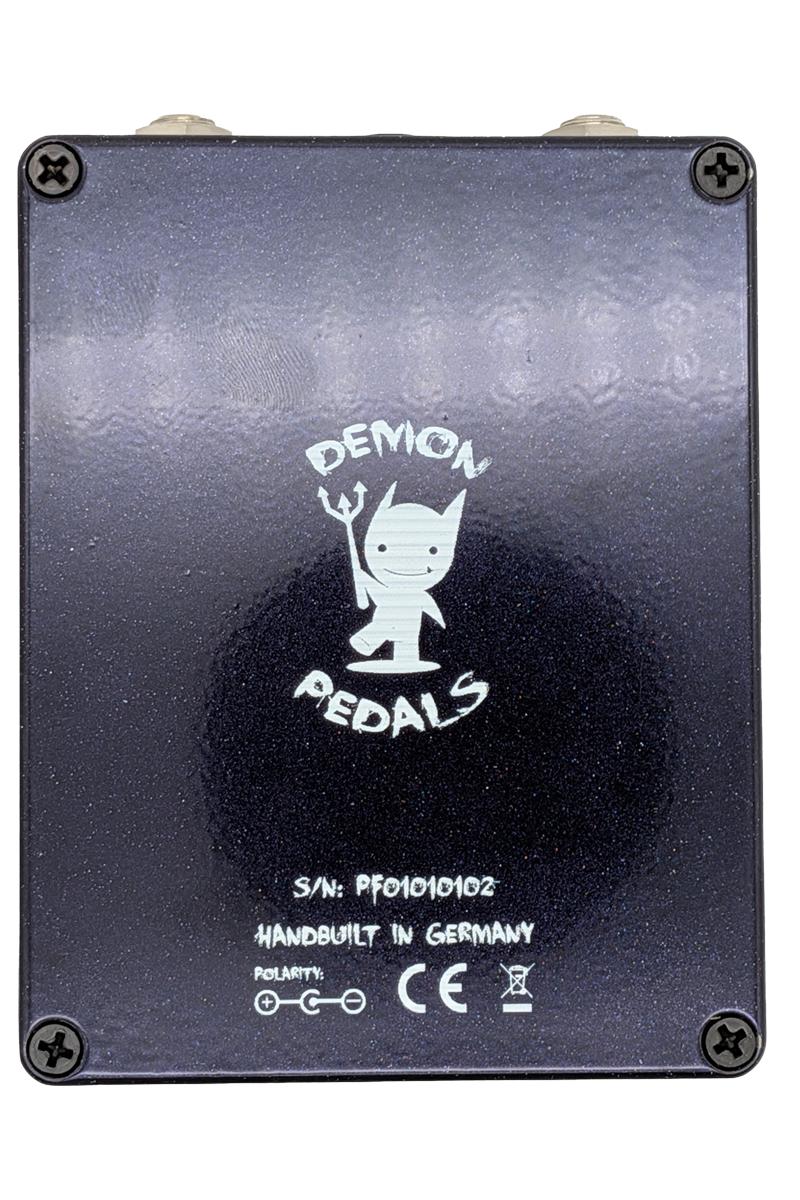 DEMON
PEDALS
S/N: PF01010102
HANDBUILT IN GERMANY
POLARITY:
+ −
CE